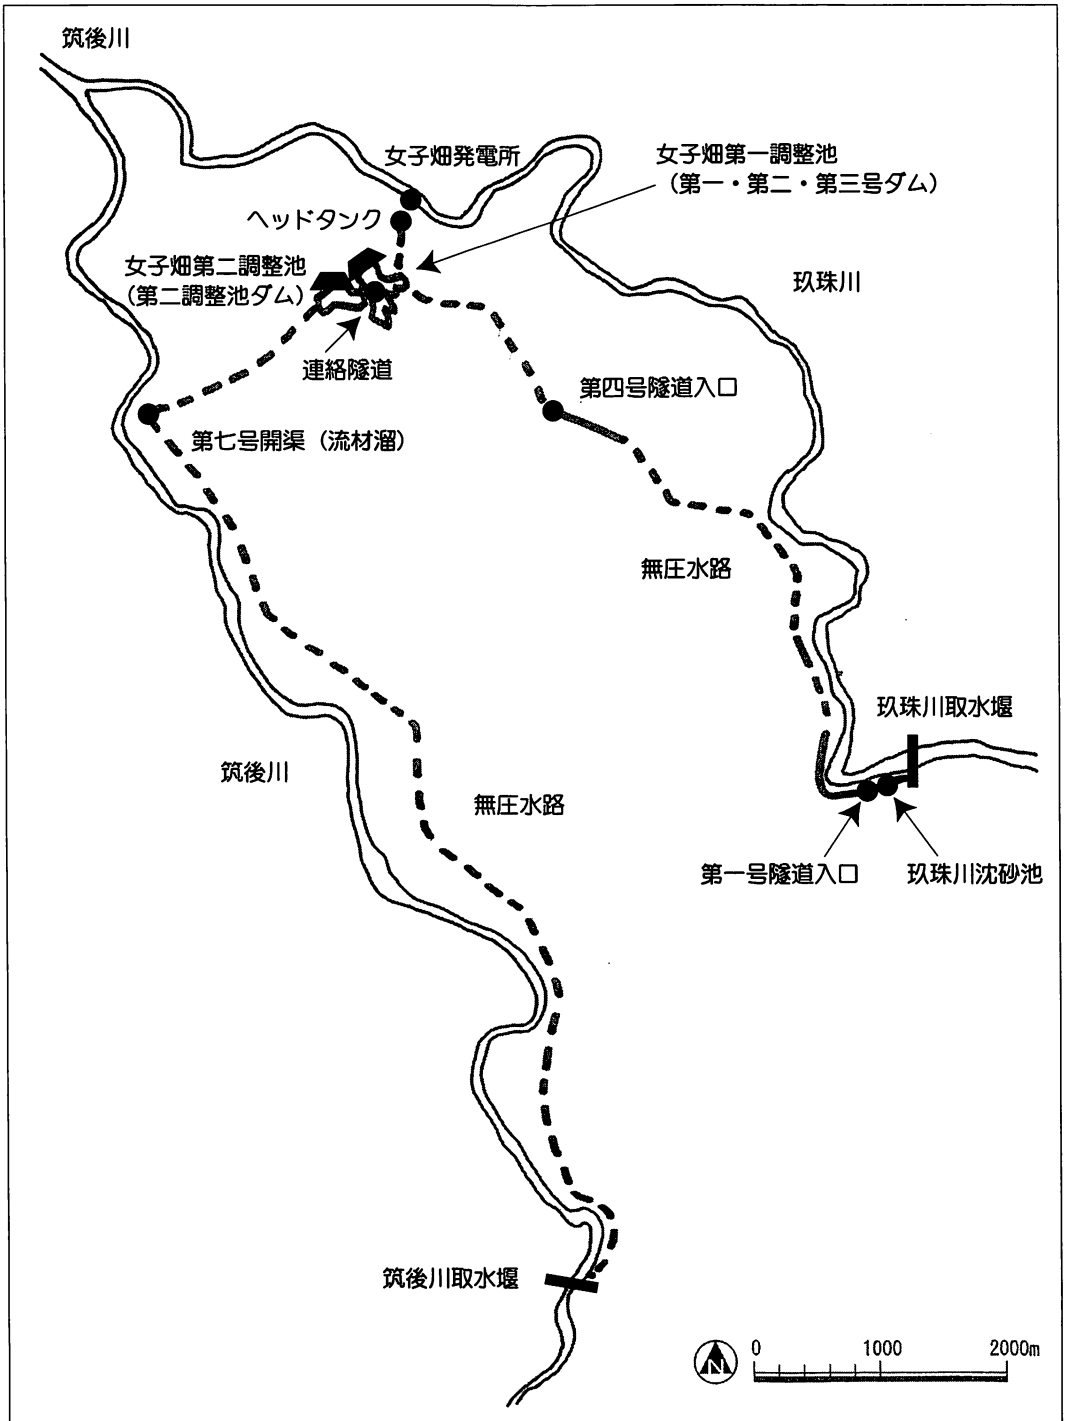 筑後川
女子畑発電所
女子畑第一調整池
（第一・第二・第三号ダム）
ヘッドタンク
女子畑第二調整池
（第二調整池ダム）
玖珠川
連絡隧道
第四号隧道入口
第七号開渠（流材溜）
無圧水路
玖珠川取水堰
筑後川
無圧水路
第一号隧道入口
玖珠川沈砂池
筑後川取水堰
N
0 1000 2000m